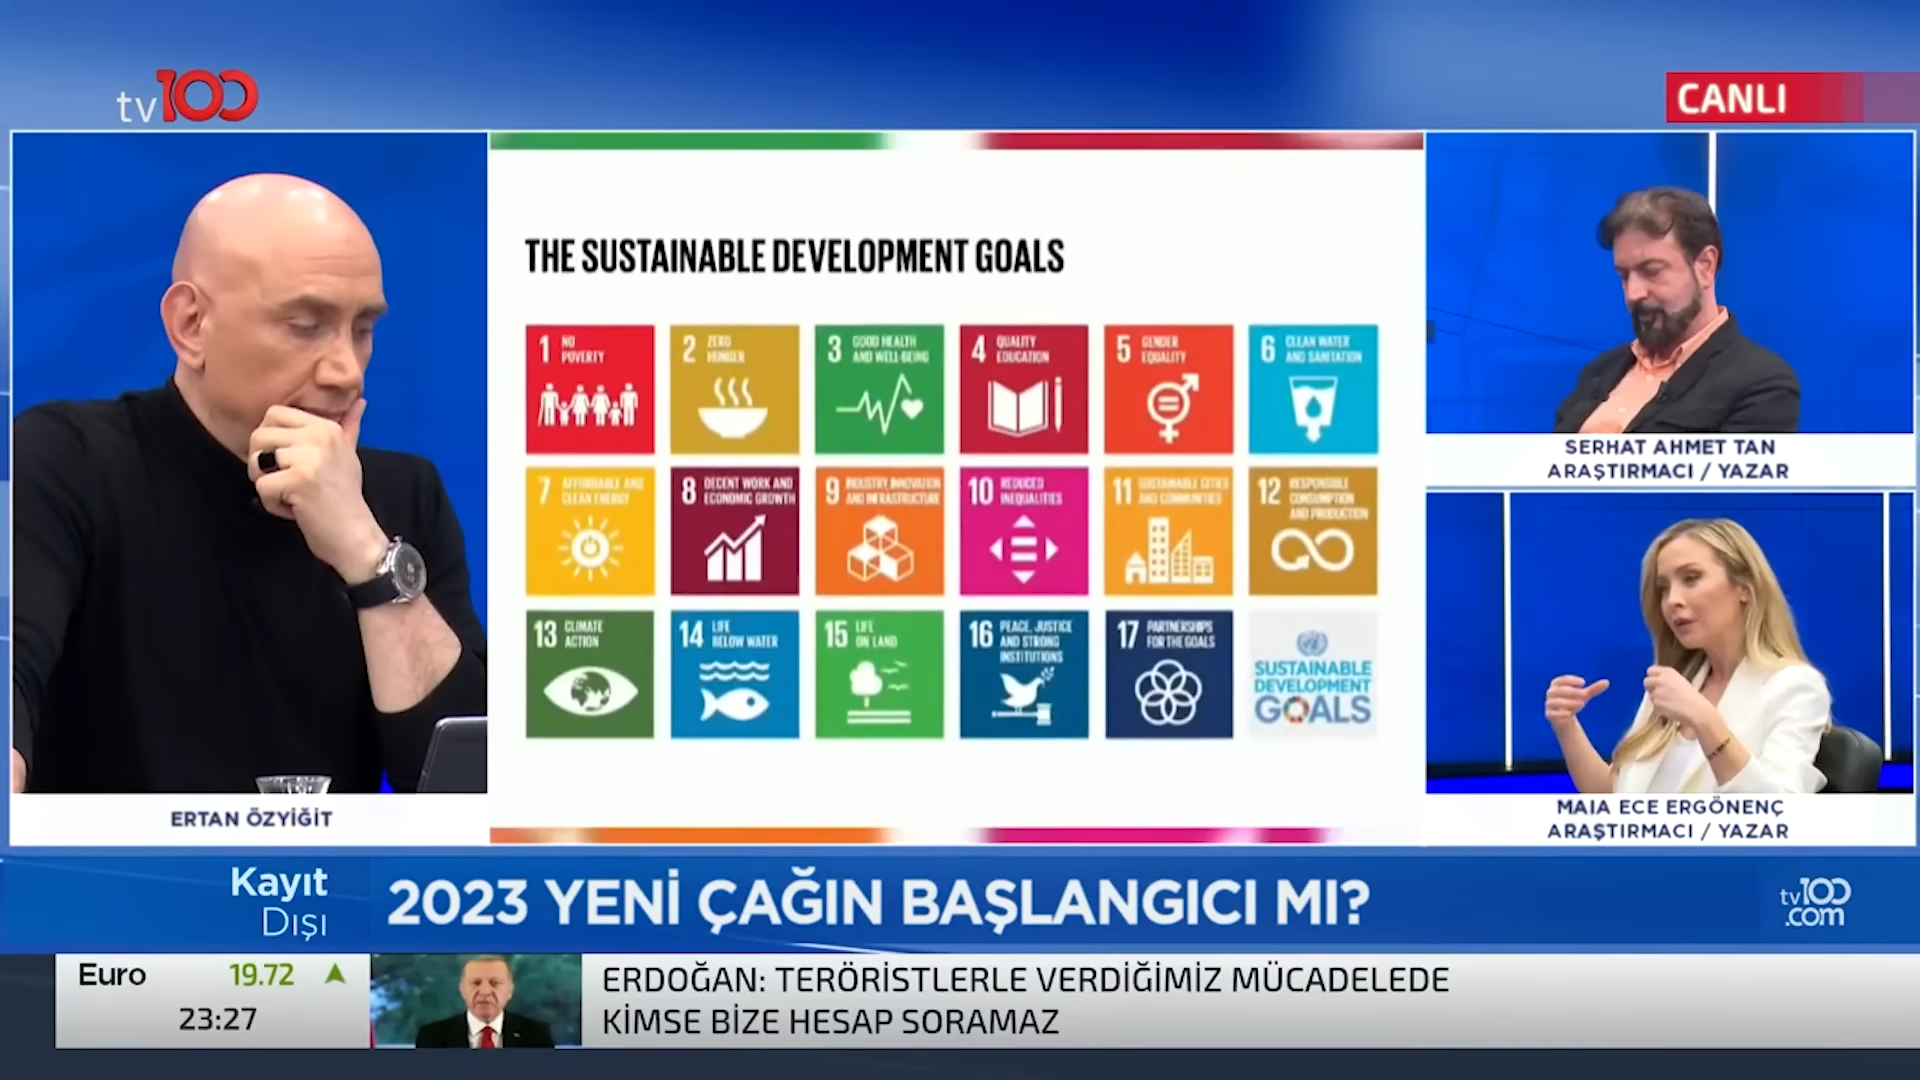 tv100
CANLI
THE SUSTAINABLE DEVELOPMENT GOALS
1 NO
POVERTY
2 ZERO
HUNGER
3 GOOD HEALTH
AND WELL-BEING
4 QUALITY
EDUCATION
5 GENDER
EQUALITY
6 CLEAN WATER
AND SANITATION
7 AFFORDABLE AND
CLEAN ENERGY
8 DECENT WORK AND
ECONOMIC GROWTH
9 INDUSTRY, INNOVATION
AND INFRASTRUCTURE
10 REDUCED
INEQUALITIES
11 SUSTAINABLE CITIES
AND COMMUNITIES
12 RESPONSIBLE
CONSUMPTION
AND PRODUCTION
13 CLIMATE
ACTION
14 LIFE
BELOW WATER
15 LIFE
ON LAND
16 PEACE, JUSTICE
AND STRONG
INSTITUTIONS
17 PARTNERSHIPS
FOR THE GOALS
SUSTAINABLE
DEVELOPMENT
GOALS
SERHAT AHMET TAN
ARAŞTIRMACI / YAZAR
MAIA ECE ERGÖNENÇ
ARAŞTIRMACI / YAZAR
ERTAN ÖZYİĞİT
Kayıt
Dışı
2023 YENİ ÇAĞIN BAŞLANGICI MI?
tv100
.com
Euro 19.72
23:27
ERDOĞAN: TERÖRİSTLERLE VERDİĞİMİZ MÜCADELEDE
KİMSE BİZE HESAP SORAMAZ